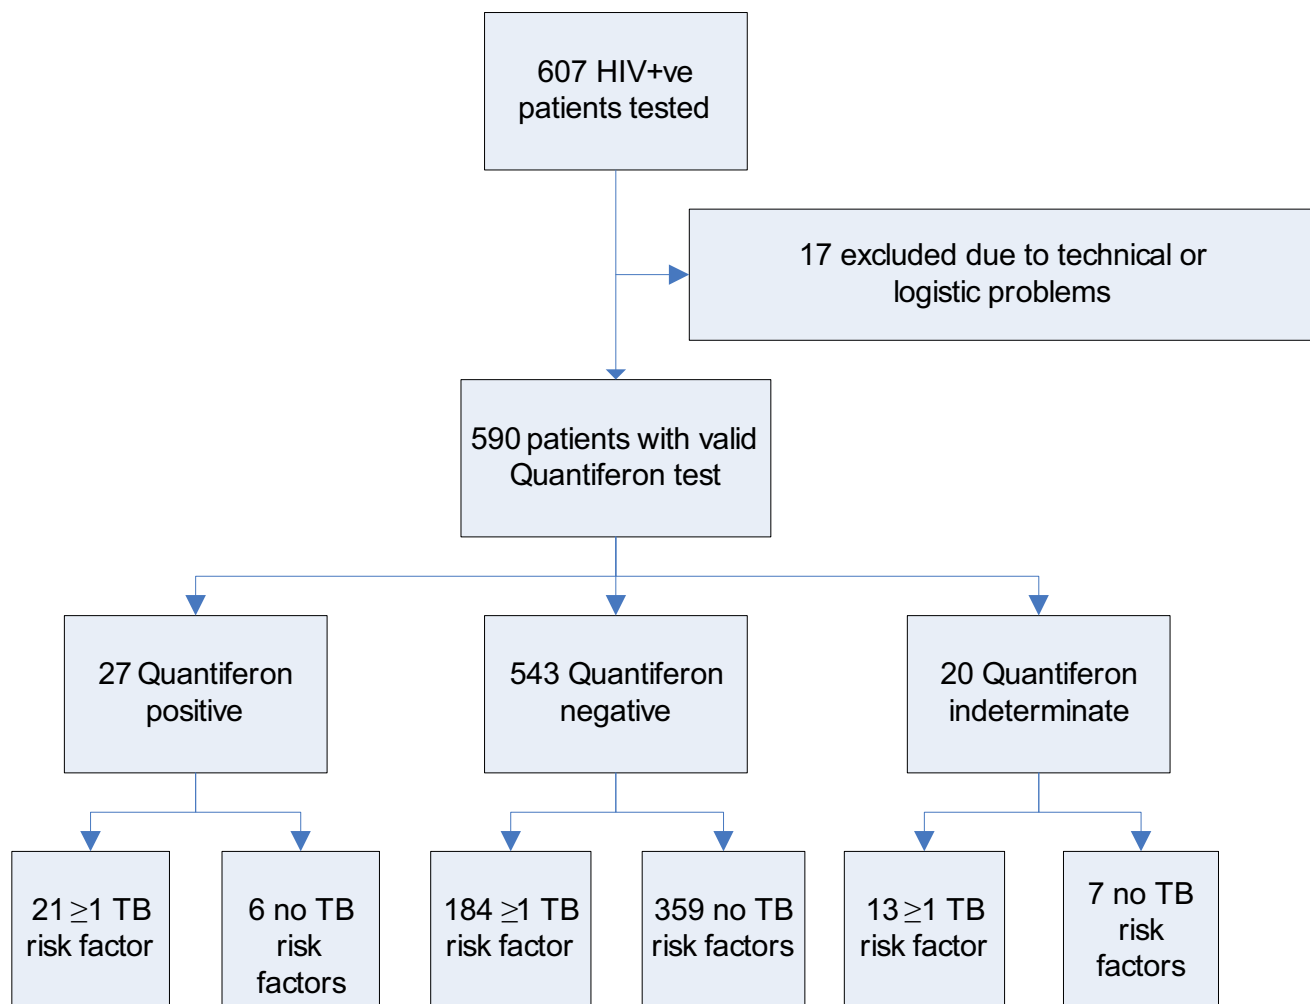 607 HIV+ve
patients tested
17 excluded due to technical or
logistic problems
590 patients with valid
Quantiferon test
27 Quantiferon
positive
543 Quantiferon
negative
20 Quantiferon
indeterminate
21 ≥1 TB
risk factor
6 no TB
risk
factors
184 ≥1 TB
risk factor
359 no TB
risk factors
13 ≥1 TB
risk factor
7 no TB
risk
factors